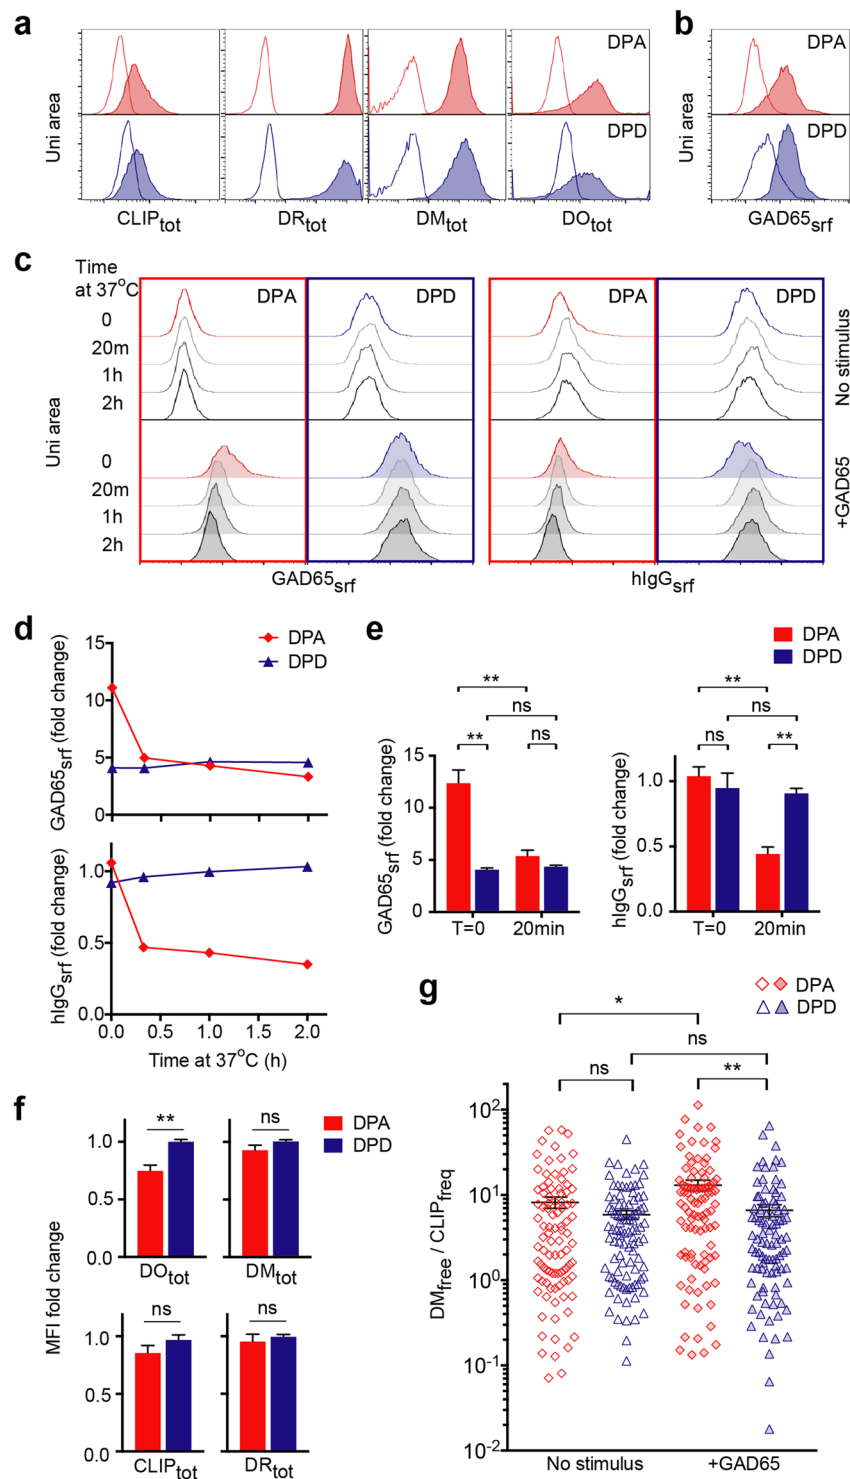 a
b
DPA
DPA
Uni area
Uni area
DPD
DPD
CLIPtot
DRtot
DMtot
DOtot
GAD65srf
c
Time
at 37oC
DPA
DPD
DPA
DPD
0
20m
1h
2h
No stimulus
Uni area
0
20m
1h
2h
+GAD65
GAD65srf
hIgGsrf
d
DPA
DPD
GAD65srf (fold change)
15
10
5
0
hIgGsrf (fold change)
1.0
0.5
0.0
0.0 0.5 1.0 1.5 2.0
Time at 37oC (h)
e
DPA
DPD
** **
ns ns
** ns ns **
GAD65srf (fold change)
15
10
5
0
T=0 20min
hIgGsrf (fold change)
1.0
0.5
0.0
T=0 20min
f
DPA
DPD
** ns
1.0
0.5
0.0
DOtot DMtot
MFI fold change
ns ns
1.0
0.5
0.0
CLIPtot DRtot
g
DPA
DPD
*
ns
ns **
DMfree / CLIPfreq
102
101
100
10-1
10-2
No stimulus +GAD65